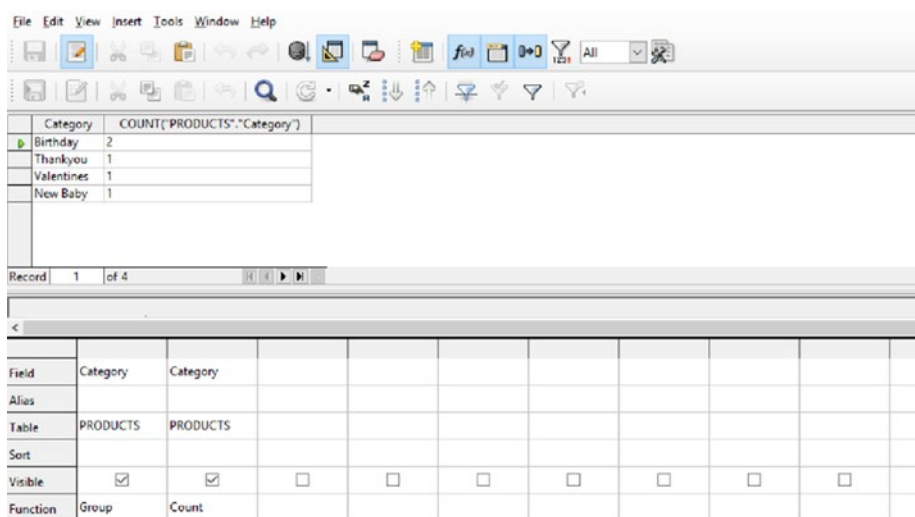 File Edit View Insert Tools Window Help
f(x) All
Category COUNT("PRODUCTS"."Category")
Birthday 2
Thankyou 1
Valentines 1
New Baby 1
Record 1 of 4
Field Category Category
Alias
Table PRODUCTS PRODUCTS
Sort
Visible
Function Group Count